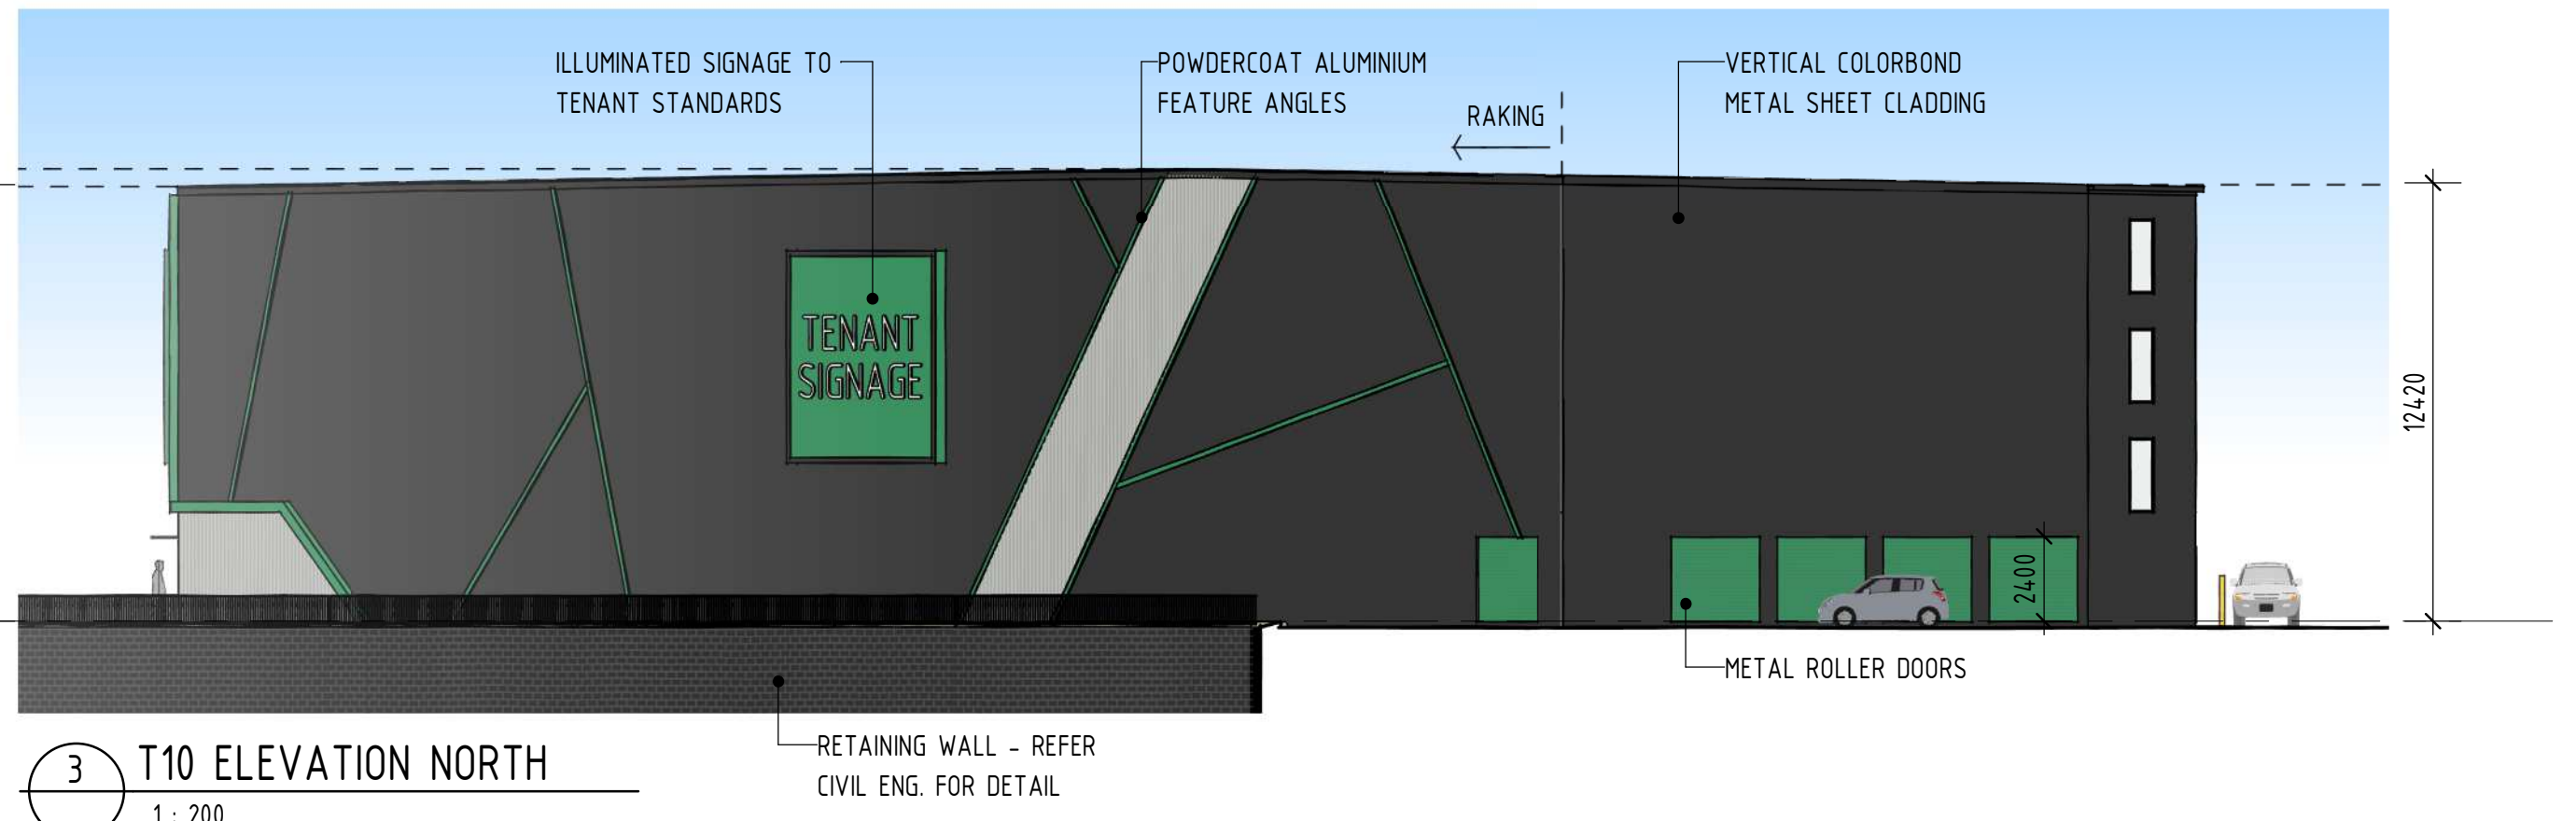 ILLUMINATED SIGNAGE TO
TENANT STANDARDS
POWDERCOAT ALUMINIUM
FEATURE ANGLES
RAKING
VERTICAL COLORBOND
METAL SHEET CLADDING
TENANT
SIGNAGE
12420
2400
METAL ROLLER DOORS
RETAINING WALL - REFER
CIVIL ENG. FOR DETAIL
3
T10 ELEVATION NORTH
1 : 200